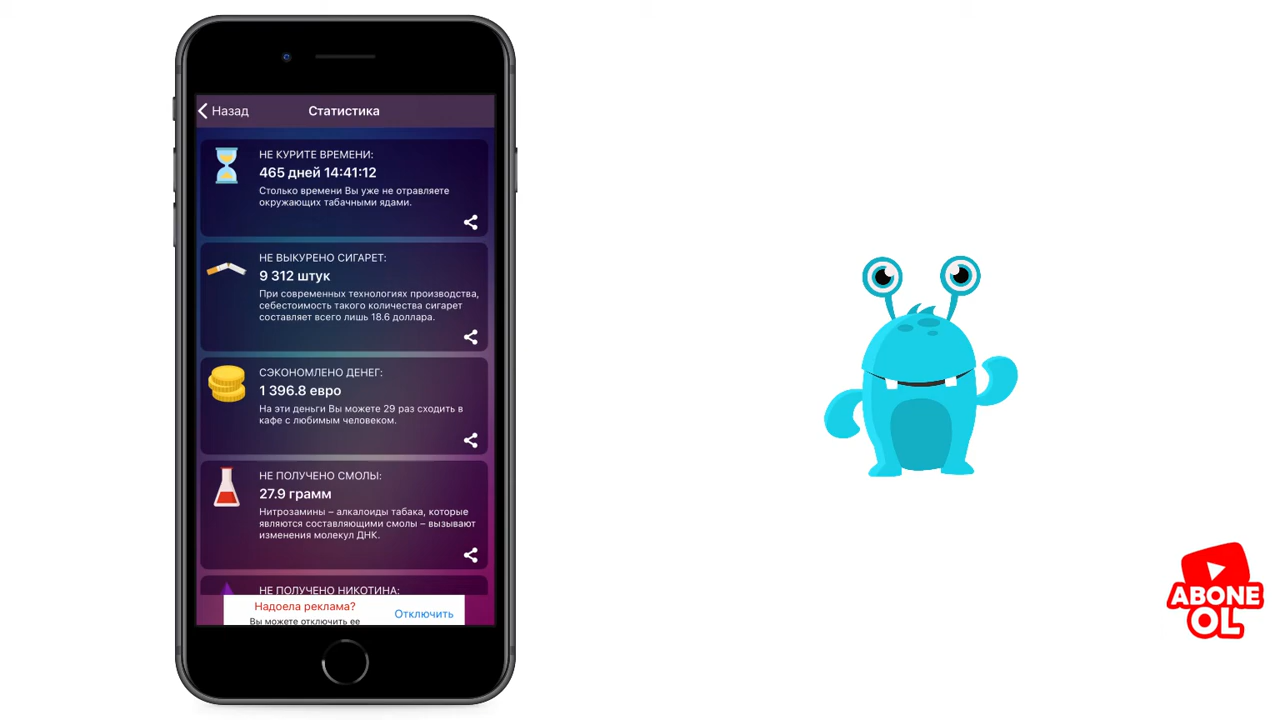 Назад
Статистика
НЕ КУРИТЕ ВРЕМЕНИ:
465 дней 14:41:12
Столько времени Вы уже не отравляете
окружающих табачными ядами.
НЕ ВЫКУРЕНО СИГАРЕТ:
9 312 штук
При современных технологиях производства,
себестоимость такого количества сигарет
составляет всего лишь 18.6 доллара.
СЭКОНОМЛЕНО ДЕНЕГ:
1 396.8 евро
На эти деньги Вы можете 29 раз сходить в
кафе с любимым человеком.
НЕ ПОЛУЧЕНО СМОЛЫ:
27.9 грамм
Нитрозамины – алкалоиды табака, которые
являются составляющими смолы – вызывают
изменения молекул ДНК.
НЕ ПОЛУЧЕНО НИКОТИНА:
Надоела реклама?
Вы можете отключить ее
Отключить
ABONE
OL